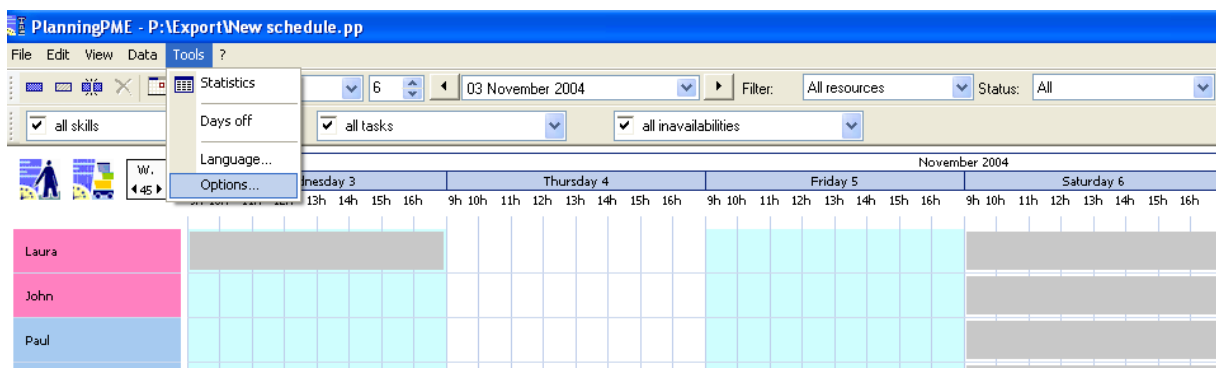 PlanningPME - P:\Export\New schedule.pp
File Edit View Data Tools ?
Statistics
Days off
Language...
Options...
6 03 November 2004 Filter: All resources Status: All
all skills all tasks all inavailabilities
W. 45
November 2004
nesday 3 Thursday 4 Friday 5 Saturday 6
13h 14h 15h 16h 9h 10h 11h 12h 13h 14h 15h 16h 9h 10h 11h 12h 13h 14h 15h 16h 9h 10h 11h 12h 13h 14h 15h 16h
Laura
John
Paul